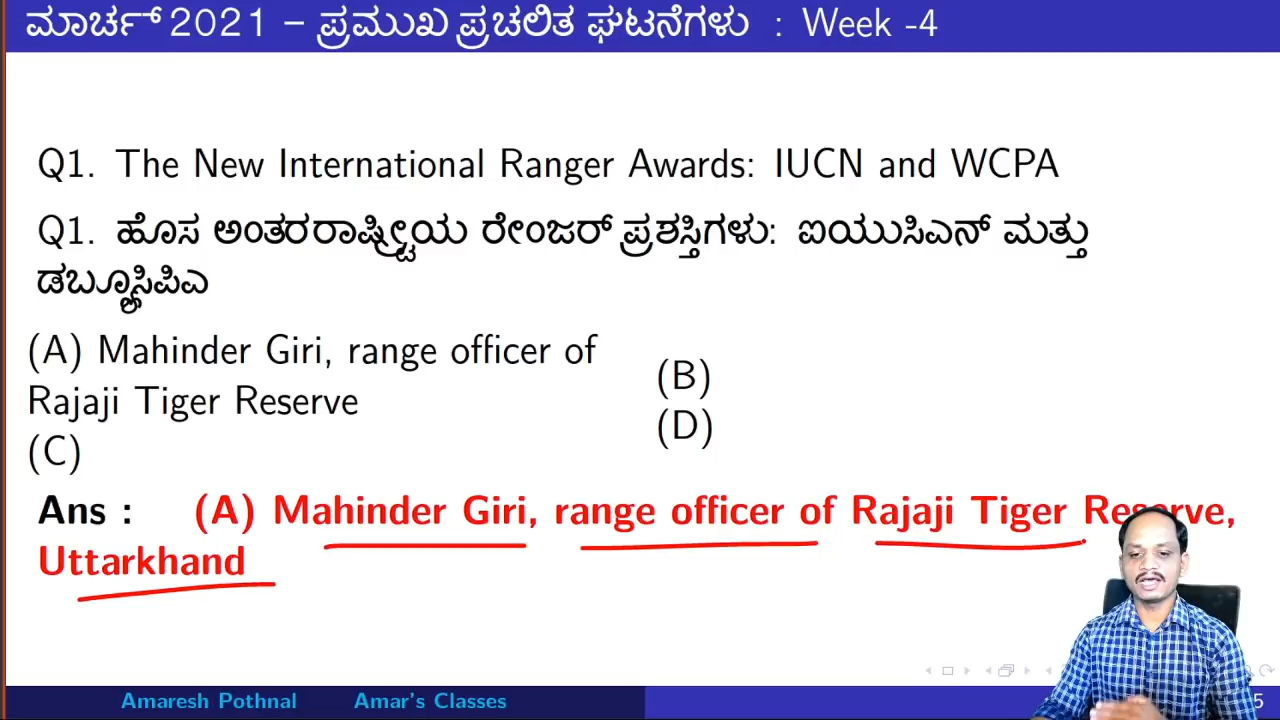 ಮಾರ್ಚ್ 2021 – ಪ್ರಮುಖ ಪ್ರಚಲಿತ ಘಟನೆಗಳು : Week -4
Q1. The New International Ranger Awards: IUCN and WCPA
Q1. ಹೊಸ ಅಂತರರಾಷ್ಟ್ರೀಯ ರೇಂಜರ್ ಪ್ರಶಸ್ತಿಗಳು: ಐಯುಸಿಎನ್ ಮತ್ತು
ಡಬ್ಲ್ಯೂಸಿಪಿಎ
(A) Mahinder Giri, range officer of
Rajaji Tiger Reserve
(B)
(C)
(D)
Ans : (A) Mahinder Giri, range officer of Rajaji Tiger Reserve,
Uttarkhand
Amaresh Pothnal Amar's Classes
5